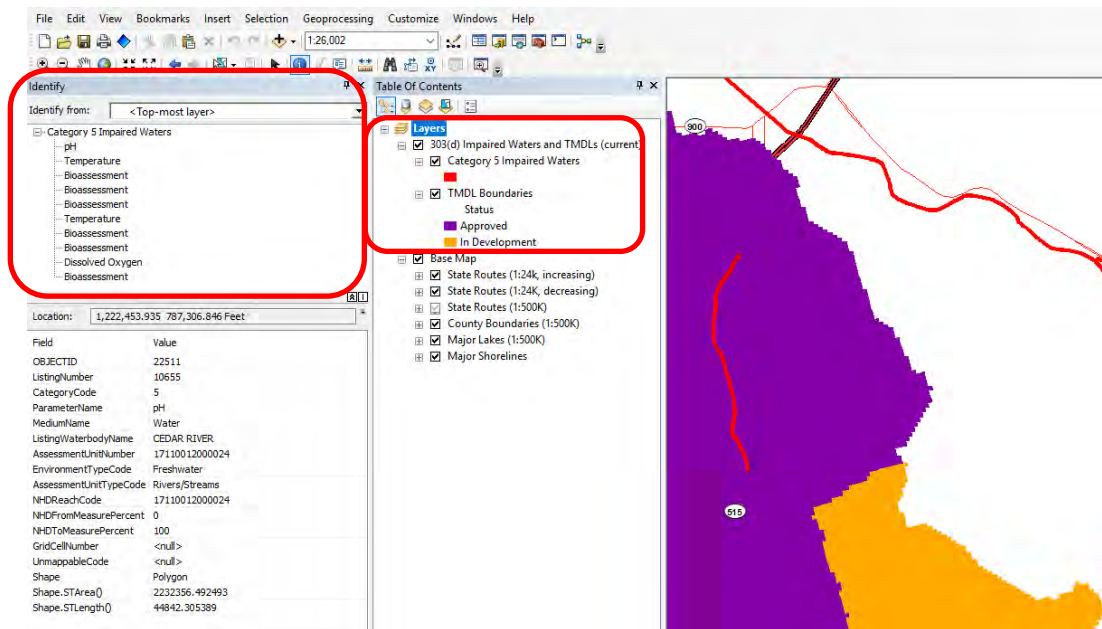 File Edit View Bookmarks Insert Selection Geoprocessing Customize Windows Help
1:26,002
Identify
Identify from: <Top-most layer>
Category 5 Impaired Waters
pH
Temperature
Bioassessment
Bioassessment
Bioassessment
Temperature
Bioassessment
Bioassessment
Dissolved Oxygen
Bioassessment
Location: 1,222,453.935 787,306.846 Feet
Field Value
OBJECTID 22511
ListingNumber 10655
CategoryCode 5
ParameterName pH
MediumName Water
ListingWaterbodyName CEDAR RIVER
AssessmentUnitNumber 17110012000024
EnvironmentTypeCode Freshwater
AssessmentUnitTypeCode Rivers/Streams
NHDReachCode 17110012000024
NHDFromMeasurePercent 0
NHDToMeasurePercent 100
GridCellNumber <null>
UnmappableCode <null>
Shape Polygon
Shape.STArea() 2232356.492493
Shape.STLength() 44842.305389
Table Of Contents
Layers
303(d) Impaired Waters and TMDLs (current)
Category 5 Impaired Waters
TMDL Boundaries
Status
Approved
In Development
Base Map
State Routes (1:24k, increasing)
State Routes (1:24K, decreasing)
State Routes (1:500K)
County Boundaries (1:500K)
Major Lakes (1:500K)
Major Shorelines
900
515